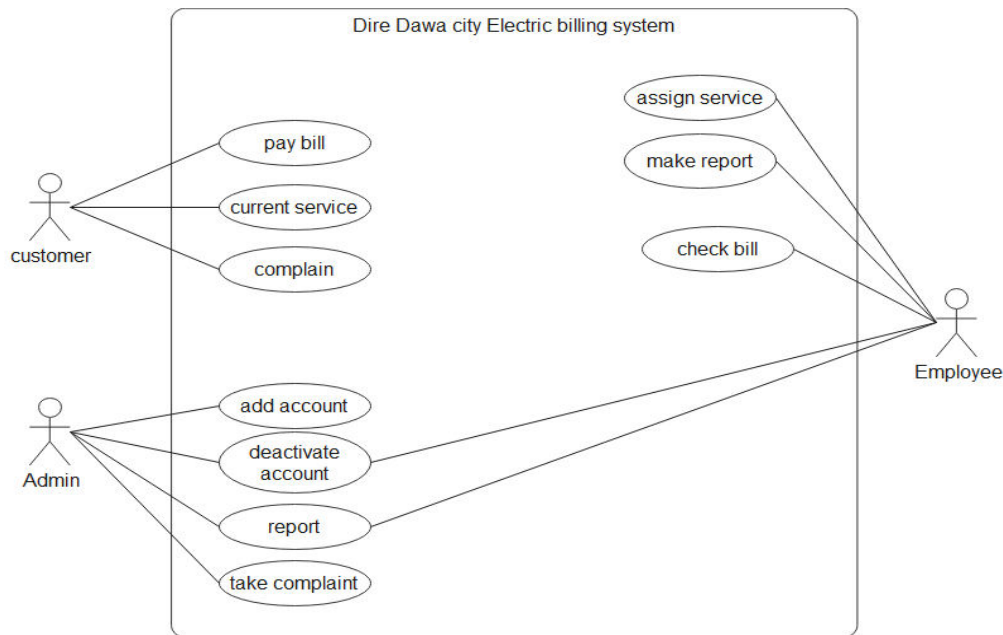 Dire Dawa city Electric billing system
assign service
pay bill
make report
current service
customer
check bill
complain
Employee
add account
deactivate
account
Admin
report
take complaint